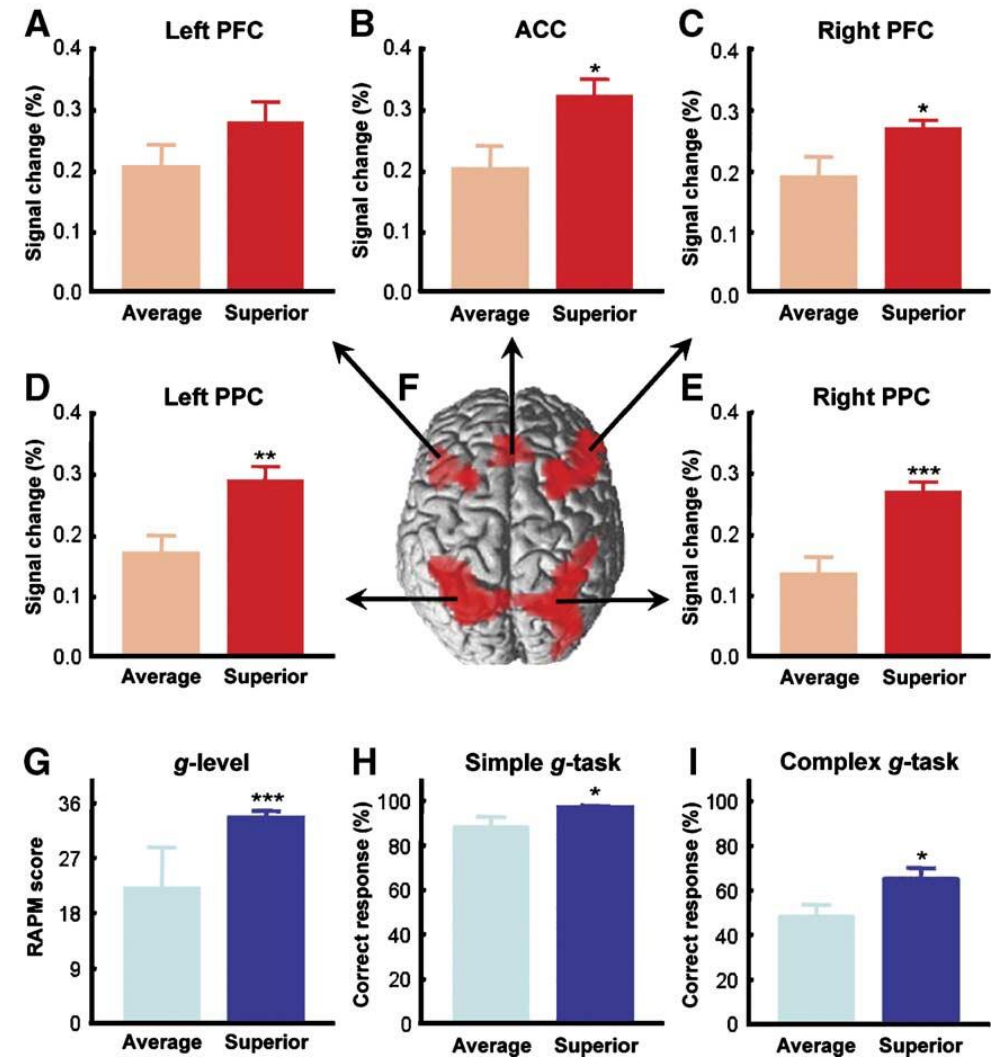 A
Left PFC
Signal change (%)
0.4
0.3
0.2
0.1
0.0
Average Superior
B
ACC
Signal change (%)
0.4
0.3
0.2
0.1
0.0
*
Average Superior
C
Right PFC
Signal change (%)
0.4
0.3
0.2
0.1
0.0
*
Average Superior
D
Left PPC
Signal change (%)
0.4
0.3
0.2
0.1
0.0
**
Average Superior
F
E
Right PPC
Signal change (%)
0.4
0.3
0.2
0.1
0.0
***
Average Superior
G
g-level
RAPM score
36
27
18
9
0
***
Average Superior
H
Simple g-task
Correct response (%)
100
80
60
40
20
0
*
Average Superior
I
Complex g-task
Correct response (%)
100
80
60
40
20
0
*
Average Superior